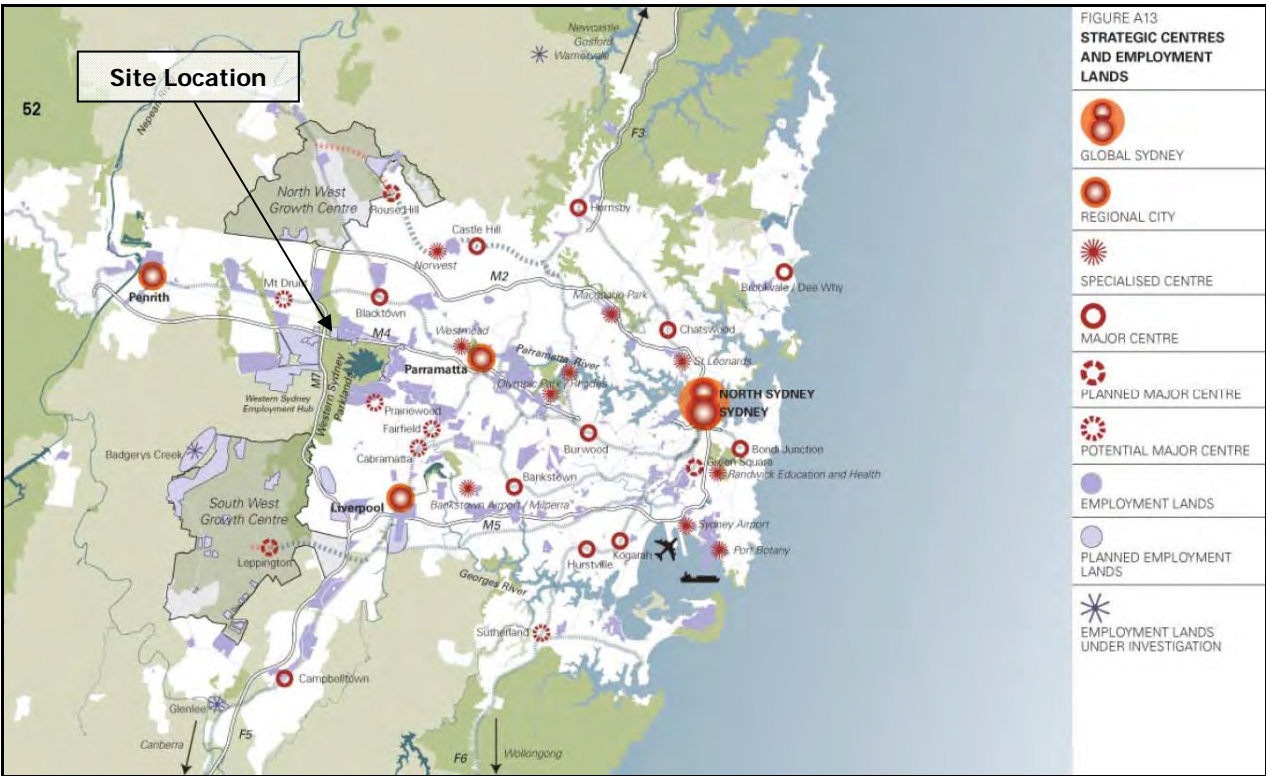 Site Location
52
Nepean
Newcastle
Gosford
Warnervale
F3
North West
Growth Centre
Rouse Hill
Hornsby
Castle Hill
Norwest
M2
Penrith
Mt Druitt
Blacktown
Macquarie Park
Brookvale / Dee Why
M4
Westmead
Chatswood
Parramatta
Parramatta River
St Leonards
M7
Western Sydney
Parklands
Olympic Park / Rhodes
Western Sydney
Employment Hub
Prairiewood
NORTH SYDNEY
SYDNEY
Fairfield
Burwood
Bondi Junction
Badgerys Creek
Cabramatta
Green Square
Randwick Education and Health
Bankstown
South West
Growth Centre
Liverpool
Bankstown Airport / Milperra
M5
Sydney Airport
Kogarah
Port Botany
Leppington
Hurstville
Georges River
Sutherland
Campbelltown
Glenlee
Canberra
F5
F6
Wollongong
FIGURE A13
STRATEGIC CENTRES
AND EMPLOYMENT
LANDS
GLOBAL SYDNEY
REGIONAL CITY
SPECIALISED CENTRE
MAJOR CENTRE
PLANNED MAJOR CENTRE
POTENTIAL MAJOR CENTRE
EMPLOYMENT LANDS
PLANNED EMPLOYMENT
LANDS
EMPLOYMENT LANDS
UNDER INVESTIGATION